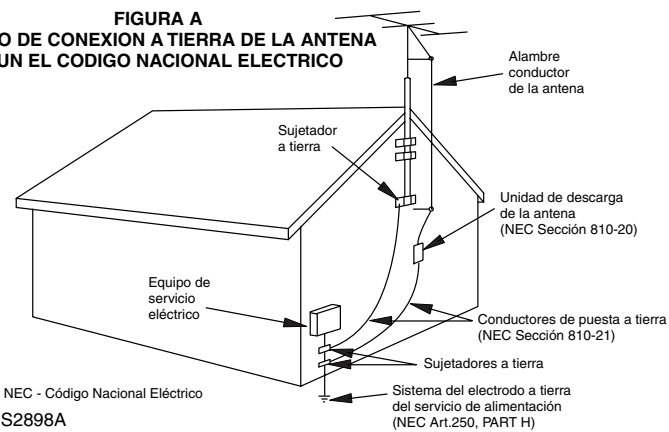 FIGURA A
O DE CONEXION A TIERRA DE LA ANTENA
UN EL CODIGO NACIONAL ELECTRICO
Alambre
conductor
de la antena
Sujetador
a tierra
Unidad de descarga
de la antena
(NEC Sección 810-20)
Equipo de
servicio
eléctrico
Conductores de puesta a tierra
(NEC Sección 810-21)
Sujetadores a tierra
NEC - Código Nacional Eléctrico
Sistema del electrodo a tierra
del servicio de alimentación
(NEC Art.250, PART H)
S2898A